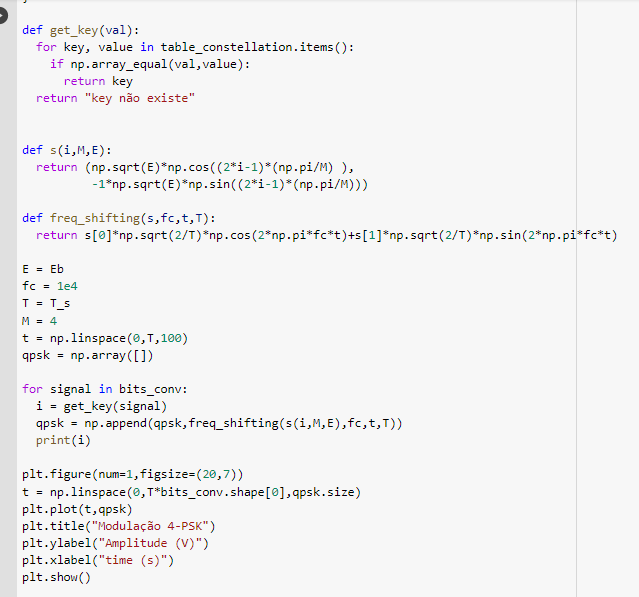 def get_key(val):
  for key, value in table_constellation.items():
    if np.array_equal(val,value):
      return key
  return "key não existe"

def s(i,M,E):
  return (np.sqrt(E)*np.cos((2*i-1)*(np.pi/M) ),
          -1*np.sqrt(E)*np.sin((2*i-1)*(np.pi/M)))

def freq_shifting(s,fc,t,T):
  return s[0]*np.sqrt(2/T)*np.cos(2*np.pi*fc*t)+s[1]*np.sqrt(2/T)*np.sin(2*np.pi*fc*t)

E = Eb
fc = 1e4
T = T_s
M = 4
t = np.linspace(0,T,100)
qpsk = np.array([])

for signal in bits_conv:
  i = get_key(signal)
  qpsk = np.append(qpsk,freq_shifting(s(i,M,E),fc,t,T))
  print(i)

plt.figure(num=1,figsize=(20,7))
t = np.linspace(0,T*bits_conv.shape[0],qpsk.size)
plt.plot(t,qpsk)
plt.title("Modulação 4-PSK")
plt.ylabel("Amplitude (V)")
plt.xlabel("time (s)")
plt.show()